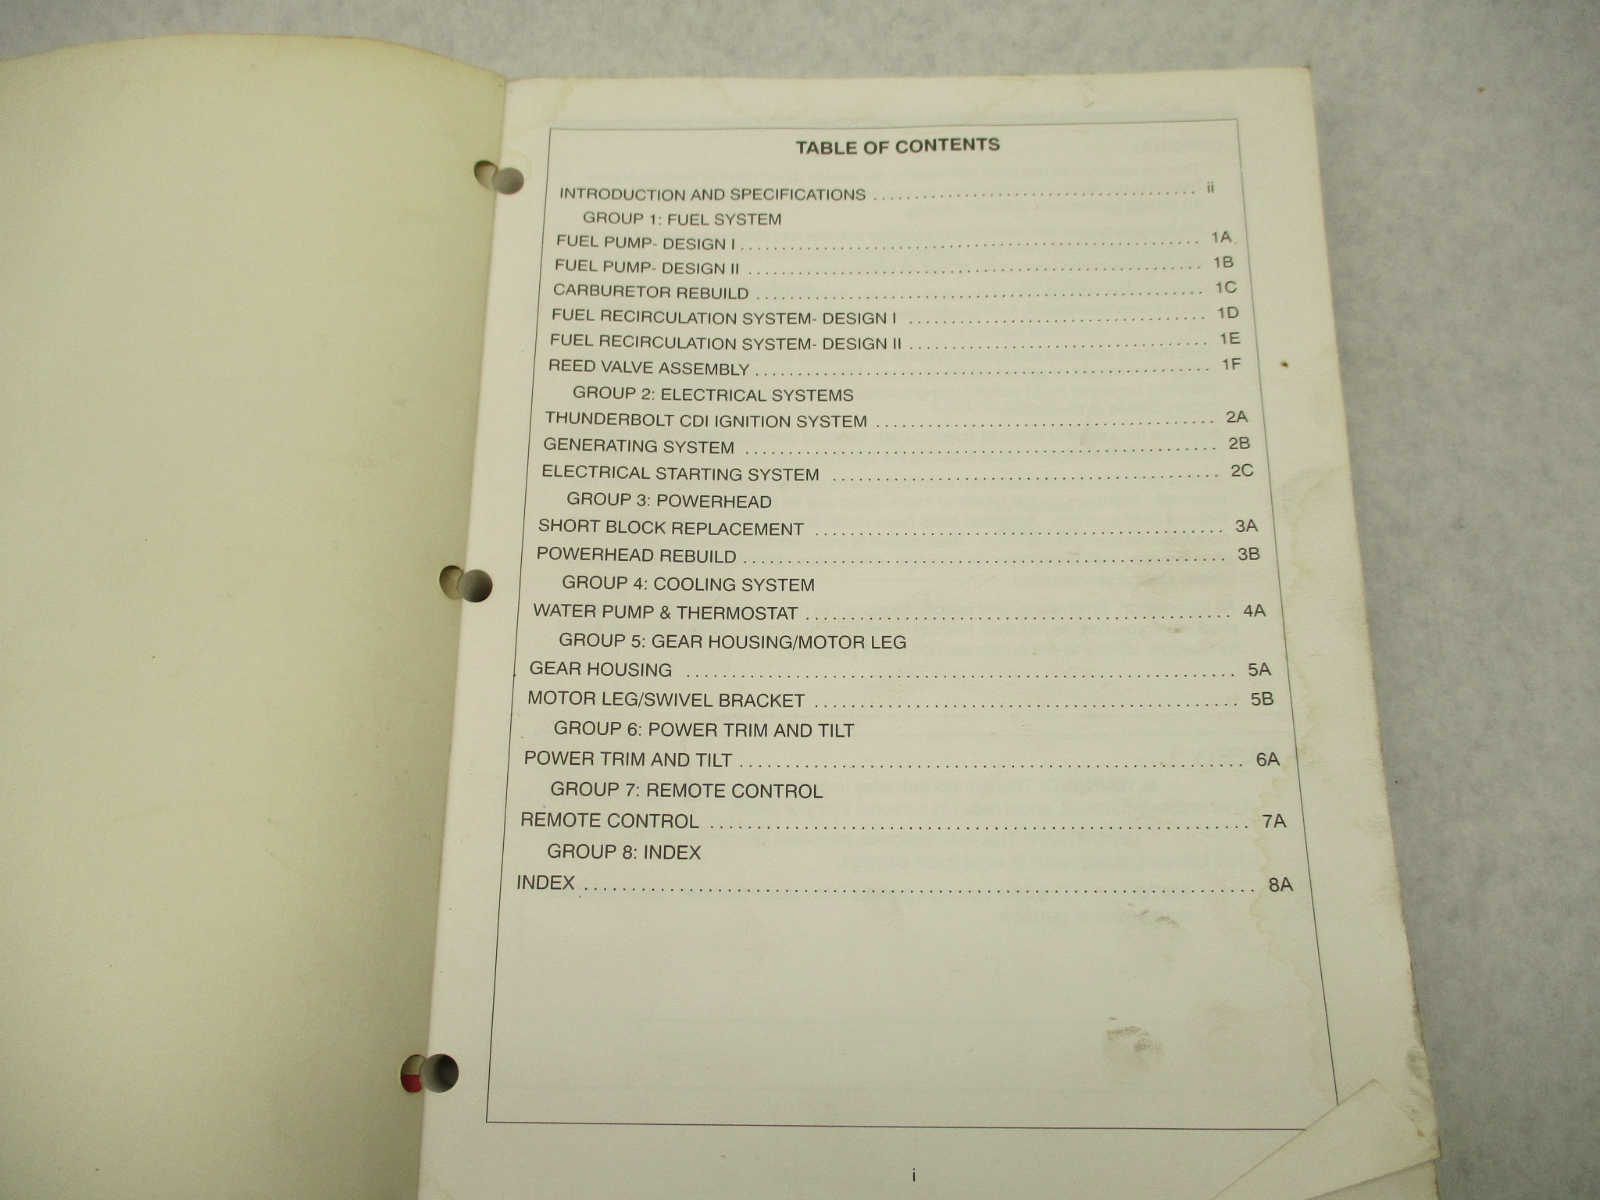 TABLE OF CONTENTS
INTRODUCTION AND SPECIFICATIONS ........................................ ii
GROUP 1: FUEL SYSTEM
FUEL PUMP- DESIGN I ........................................ 1A
FUEL PUMP- DESIGN II ........................................ 1B
CARBURETOR REBUILD ........................................ 1C
FUEL RECIRCULATION SYSTEM- DESIGN I ........................................ 1D
FUEL RECIRCULATION SYSTEM- DESIGN II ........................................ 1E
REED VALVE ASSEMBLY ........................................ 1F
GROUP 2: ELECTRICAL SYSTEMS
THUNDERBOLT CDI IGNITION SYSTEM ........................................ 2A
GENERATING SYSTEM ........................................ 2B
ELECTRICAL STARTING SYSTEM ........................................ 2C
GROUP 3: POWERHEAD
SHORT BLOCK REPLACEMENT ........................................ 3A
POWERHEAD REBUILD ........................................ 3B
GROUP 4: COOLING SYSTEM
WATER PUMP & THERMOSTAT ........................................ 4A
GROUP 5: GEAR HOUSING/MOTOR LEG
GEAR HOUSING ........................................ 5A
MOTOR LEG/SWIVEL BRACKET ........................................ 5B
GROUP 6: POWER TRIM AND TILT
POWER TRIM AND TILT ........................................ 6A
GROUP 7: REMOTE CONTROL
REMOTE CONTROL ........................................ 7A
GROUP 8: INDEX
INDEX ........................................ 8A
i